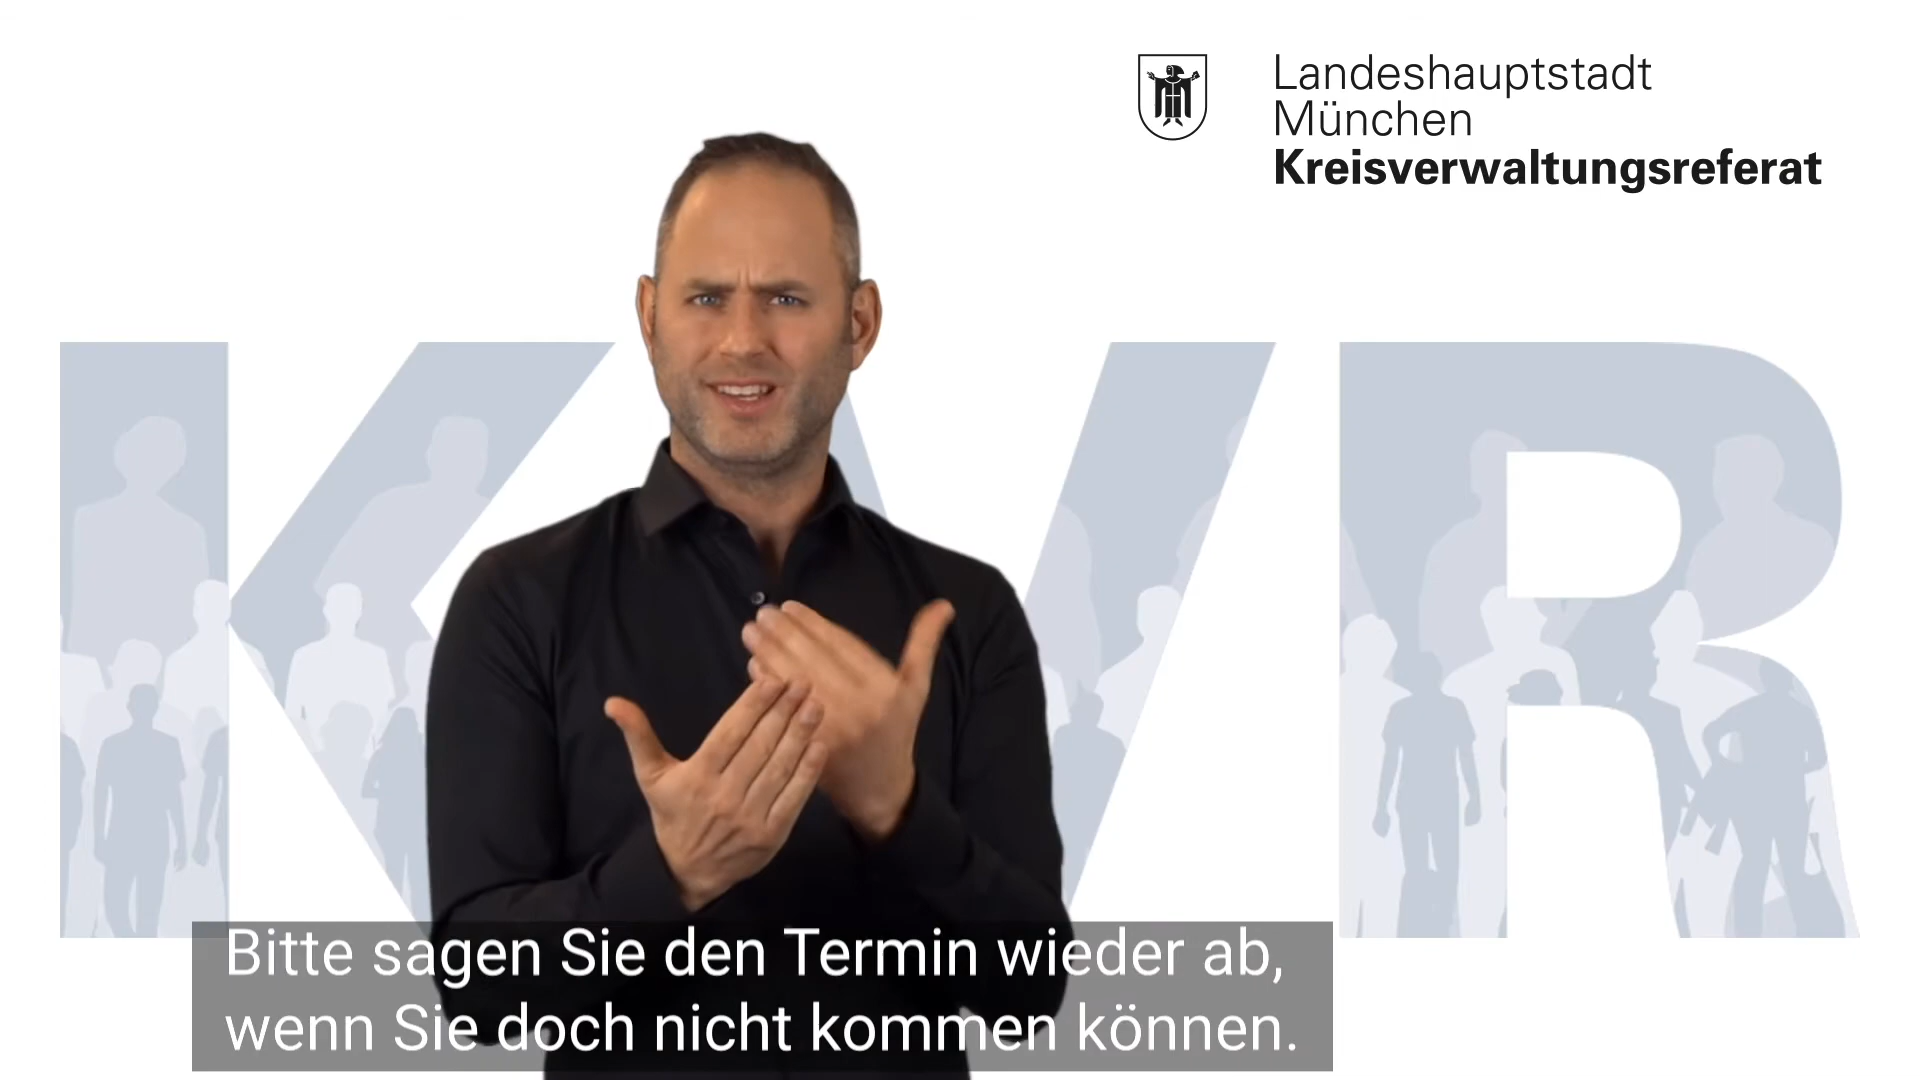 Landeshauptstadt
München
Kreisverwaltungsreferat
KVR
Bitte sagen Sie den Termin wieder ab,
wenn Sie doch nicht kommen können.